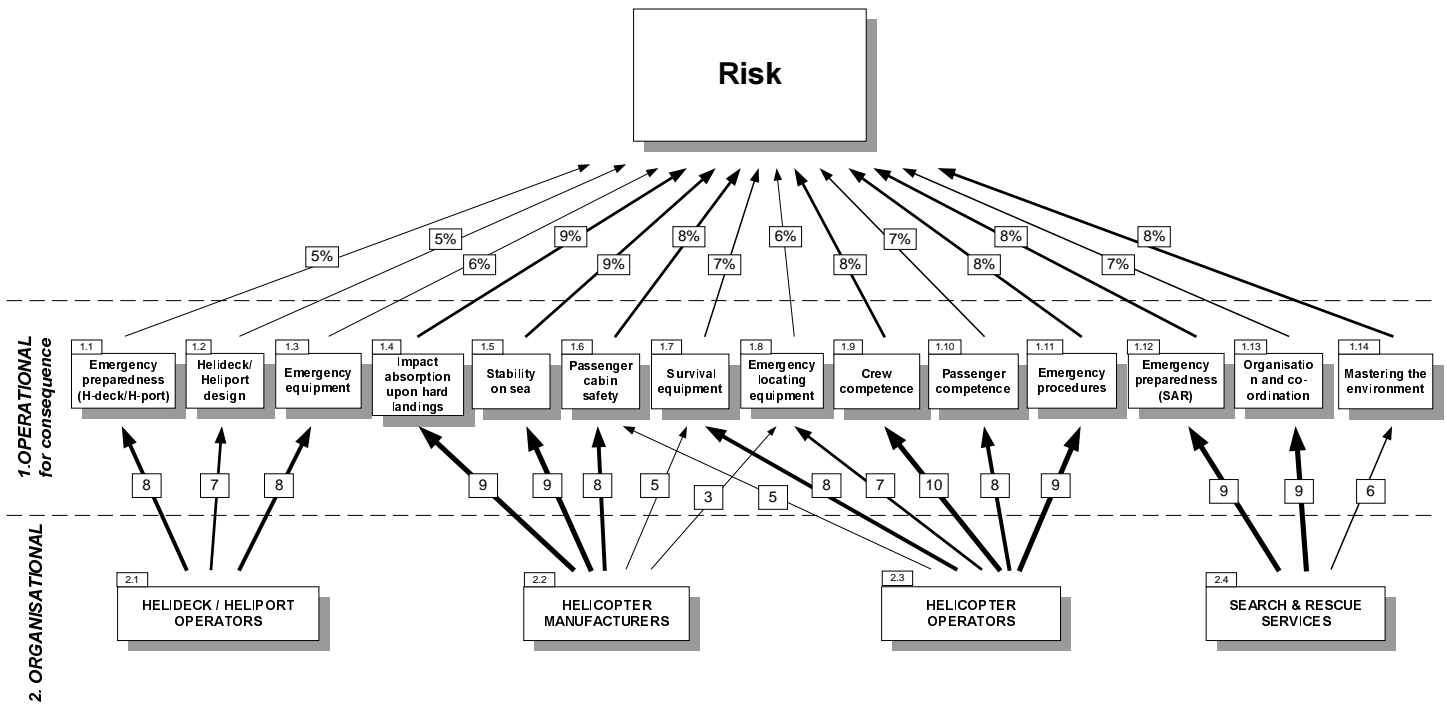 Risk
5%
5%
6%
9%
9%
8%
7%
6%
8%
7%
8%
8%
7%
8%
1.OPERATIONAL
for consequence
1.1
Emergency
preparedness
(H-deck/H-port)
1.2
Helideck/
Heliport
design
1.3
Emergency
equipment
1.4
Impact
absorption
upon hard
landings
1.5
Stability
on sea
1.6
Passenger
cabin
safety
1.7
Survival
equipment
1.8
Emergency
locating
equipment
1.9
Crew
competence
1.10
Passenger
competence
1.11
Emergency
procedures
1.12
Emergency
preparedness
(SAR)
1.13
Organisatio
n and co-
ordination
1.14
Mastering the
environment
8
7
8
9
9
8
5
3
5
8
7
10
8
9
9
9
6
2. ORGANISATIONAL
2.1
HELIDECK / HELIPORT
OPERATORS
2.2
HELICOPTER
MANUFACTURERS
2.3
HELICOPTER
OPERATORS
2.4
SEARCH & RESCUE
SERVICES